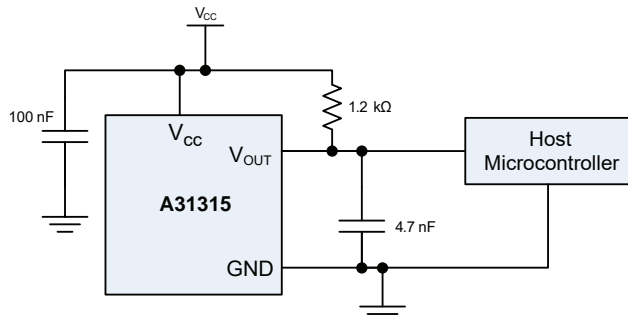 VCC
100 nF
1.2 kΩ
VCC
VOUT
Host
Microcontroller
A31315
4.7 nF
GND